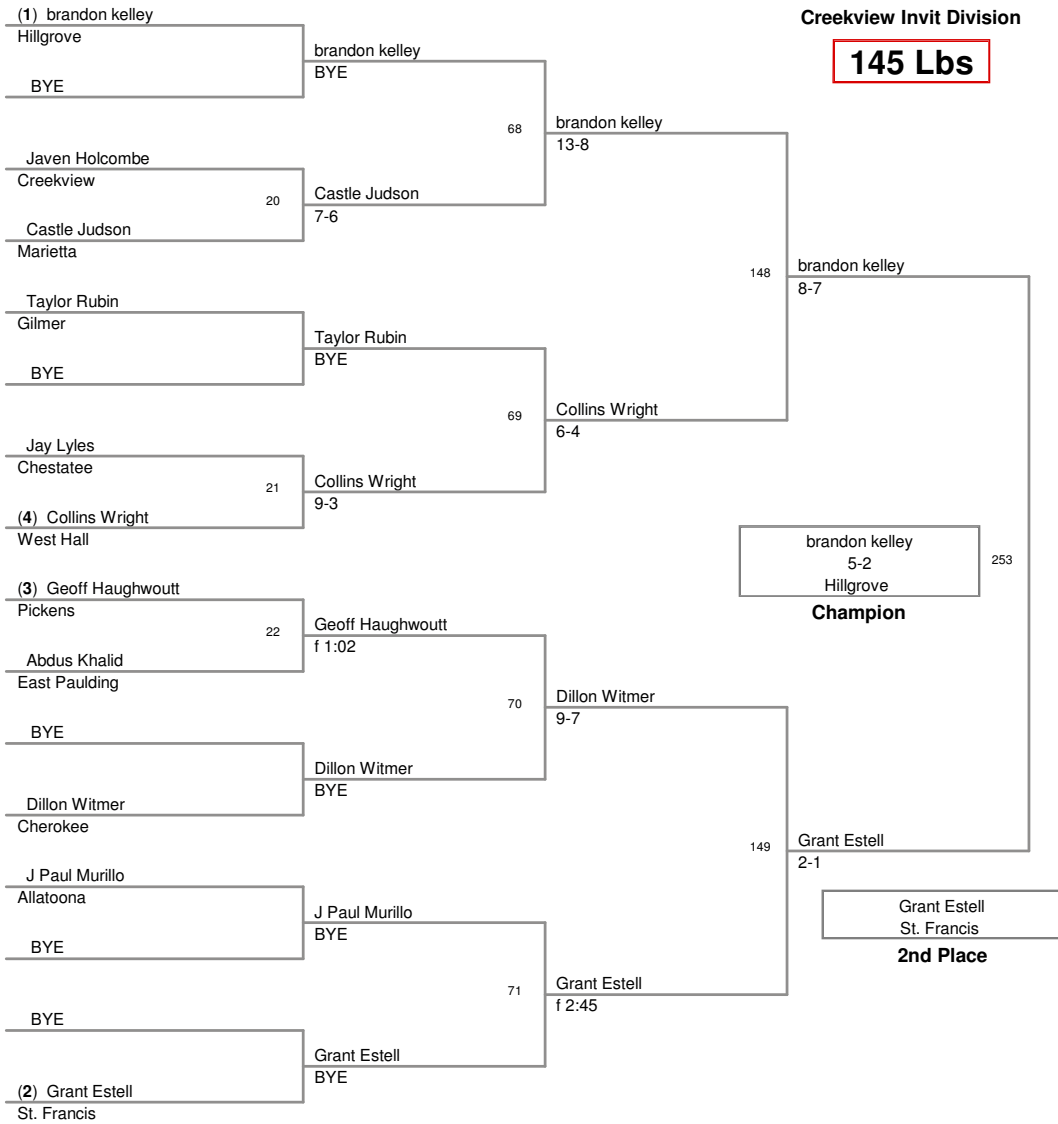 Creekview Invit Division
145 Lbs
(1) brandon kelley
Hillgrove
BYE
Javen Holcombe
Creekview
20
Castle Judson
Marietta
Taylor Rubin
Gilmer
BYE
Jay Lyles
Chestatee
21
(4) Collins Wright
West Hall
(3) Geoff Haughwoutt
Pickens
22
Abdus Khalid
East Paulding
BYE
Dillon Witmer
Cherokee
J Paul Murillo
Allatoona
BYE
BYE
(2) Grant Estell
St. Francis
brandon kelley
BYE
68
Castle Judson
7-6
Taylor Rubin
BYE
69
Collins Wright
9-3
Geoff Haughwoutt
f 1:02
70
Dillon Witmer
BYE
J Paul Murillo
BYE
71
Grant Estell
BYE
brandon kelley
13-8
148
Collins Wright
6-4
Dillon Witmer
9-7
149
Grant Estell
f 2:45
brandon kelley
8-7
253
Grant Estell
2-1
brandon kelley
5-2
Hillgrove
Champion
Grant Estell
St. Francis
2nd Place